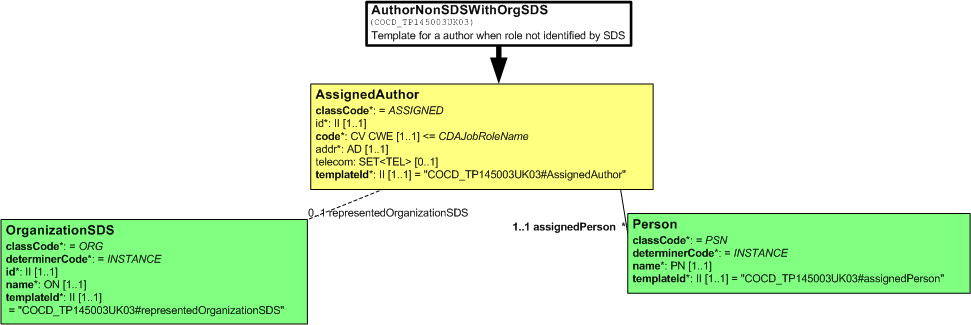 AuthorNonSDSWithOrgSDS
(COCD_TP145003UK03)
Template for a author when role not identified by SDS
AssignedAuthor
classCode*: = ASSIGNED
id*: II [1..1]
code*: CV CWE [1..1] <= CDAJobRoleName
addr*: AD [1..1]
telecom: SET<TEL> [0..1]
templateId*: II [1..1] = "COCD_TP145003UK03#AssignedAuthor"
0..1 representedOrganizationSDS
1..1 assignedPerson *
OrganizationSDS
classCode*: = ORG
determinerCode*: = INSTANCE
id*: II [1..1]
name*: ON [1..1]
templateId*: II [1..1]
= "COCD_TP145003UK03#representedOrganizationSDS"
Person
classCode*: = PSN
determinerCode*: = INSTANCE
name*: PN [1..1]
templateId*: II [1..1] = "COCD_TP145003UK03#assignedPerson"